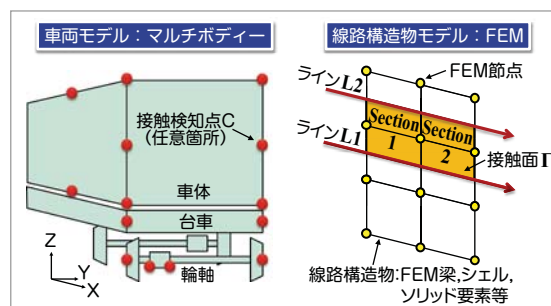 車両モデル：マルチボディー
接触検知点C
（任意箇所）
車体
台車
輪軸
Z
Y
X
線路構造物モデル：FEM
FEM節点
ラインL2
Section
Section
ラインL1
1
2
接触面Γ
線路構造物:FEM梁,シェル,
ソリッド要素等